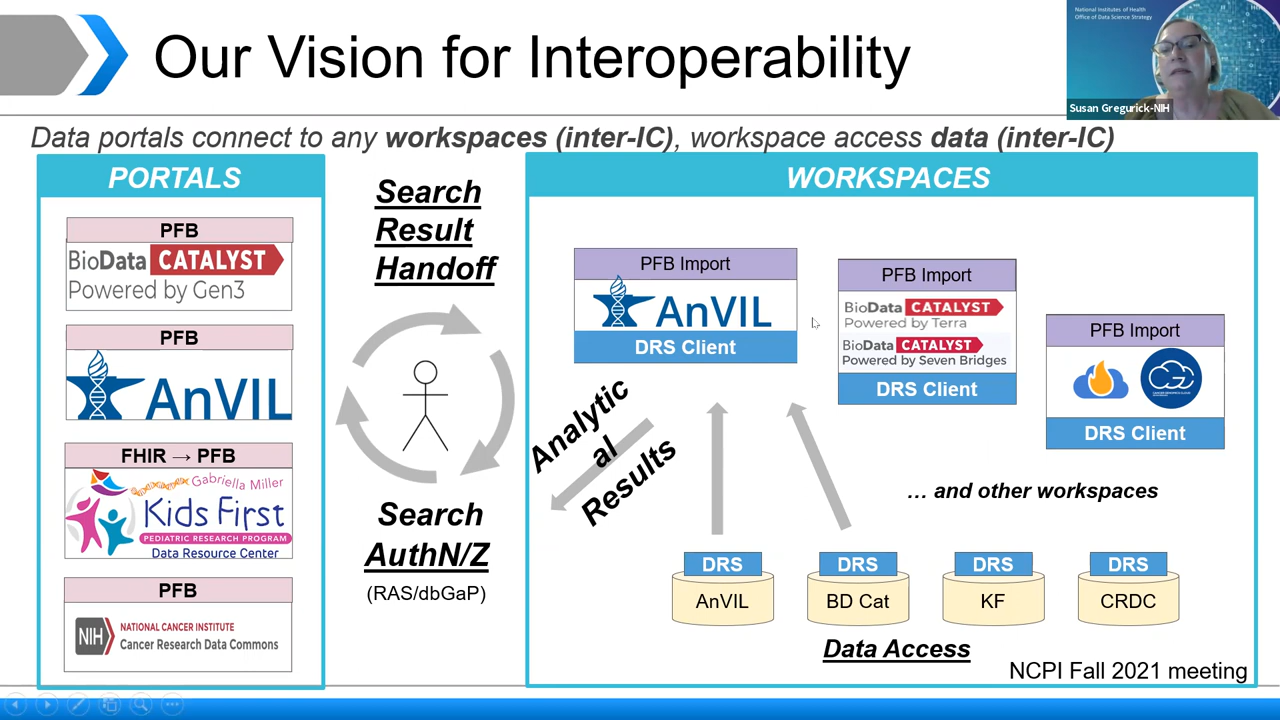 Our Vision for Interoperability
National Institutes of Health
Office of Data Science Strategy
Susan Gregurick-NIH
Data portals connect to any workspaces (inter-IC), workspace access data (inter-IC)
PORTALS
PFB
BioData CATALYST
Powered by Gen3
PFB
AnVIL
FHIR → PFB
Gabriella Miller
Kids First
PEDIATRIC RESEARCH PROGRAM
Data Resource Center
PFB
NIH
NATIONAL CANCER INSTITUTE
Cancer Research Data Commons
Search
Result
Handoff
Search
AuthN/Z
(RAS/dbGaP)
WORKSPACES
PFB Import
AnVIL
DRS Client
PFB Import
BioData CATALYST
Powered by Terra
BioData CATALYST
Powered by Seven Bridges
DRS Client
PFB Import
DRS Client
Analytic
al
Results
… and other workspaces
DRS
AnVIL
DRS
BD Cat
DRS
KF
DRS
CRDC
Data Access
NCPI Fall 2021 meeting